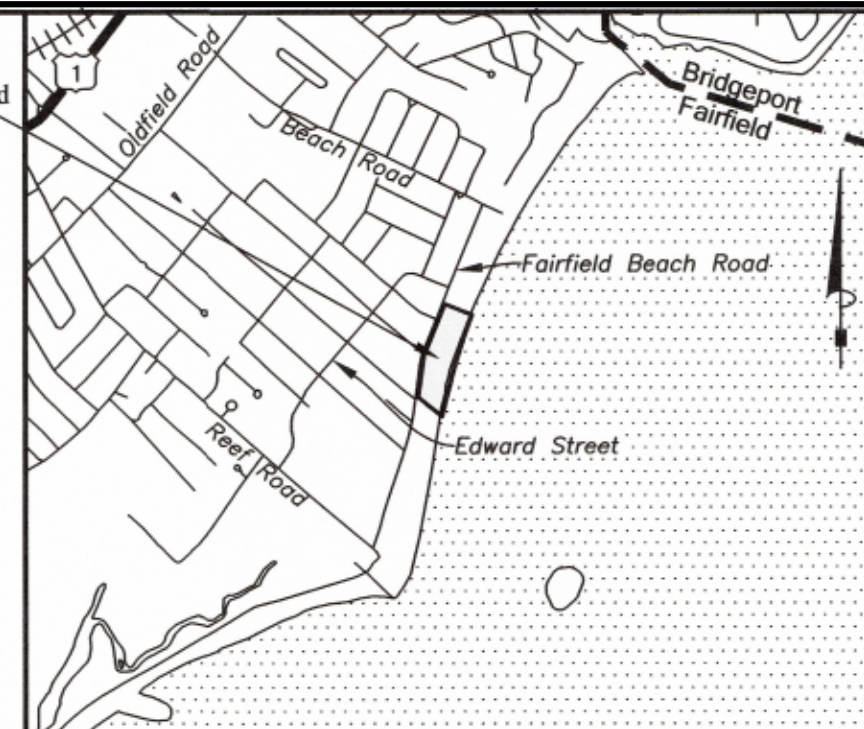 1
Oldfield Road
d
Beach Road
Bridgeport
Fairfield
Fairfield Beach Road
Edward Street
Reef Road